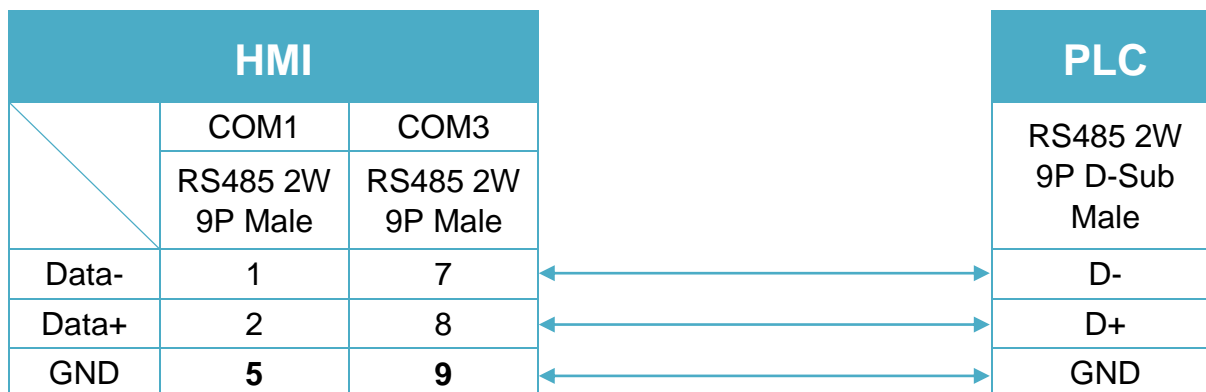 HMI PLC
COM1 COM3
RS485 2W RS485 2W RS485 2W
9P Male 9P Male 9P D-Sub
Male
Data- 1 7 D-
Data+ 2 8 D+
GND 5 9 GND